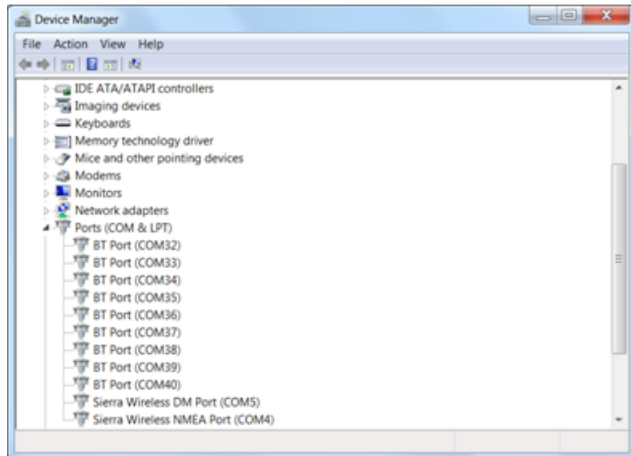 Device Manager
File Action View Help
IDE ATA/ATAPI controllers
Imaging devices
Keyboards
Memory technology driver
Mice and other pointing devices
Modems
Monitors
Network adapters
Ports (COM & LPT)
BT Port (COM32)
BT Port (COM33)
BT Port (COM34)
BT Port (COM35)
BT Port (COM36)
BT Port (COM37)
BT Port (COM38)
BT Port (COM39)
BT Port (COM40)
Sierra Wireless DM Port (COM5)
Sierra Wireless NMEA Port (COM4)